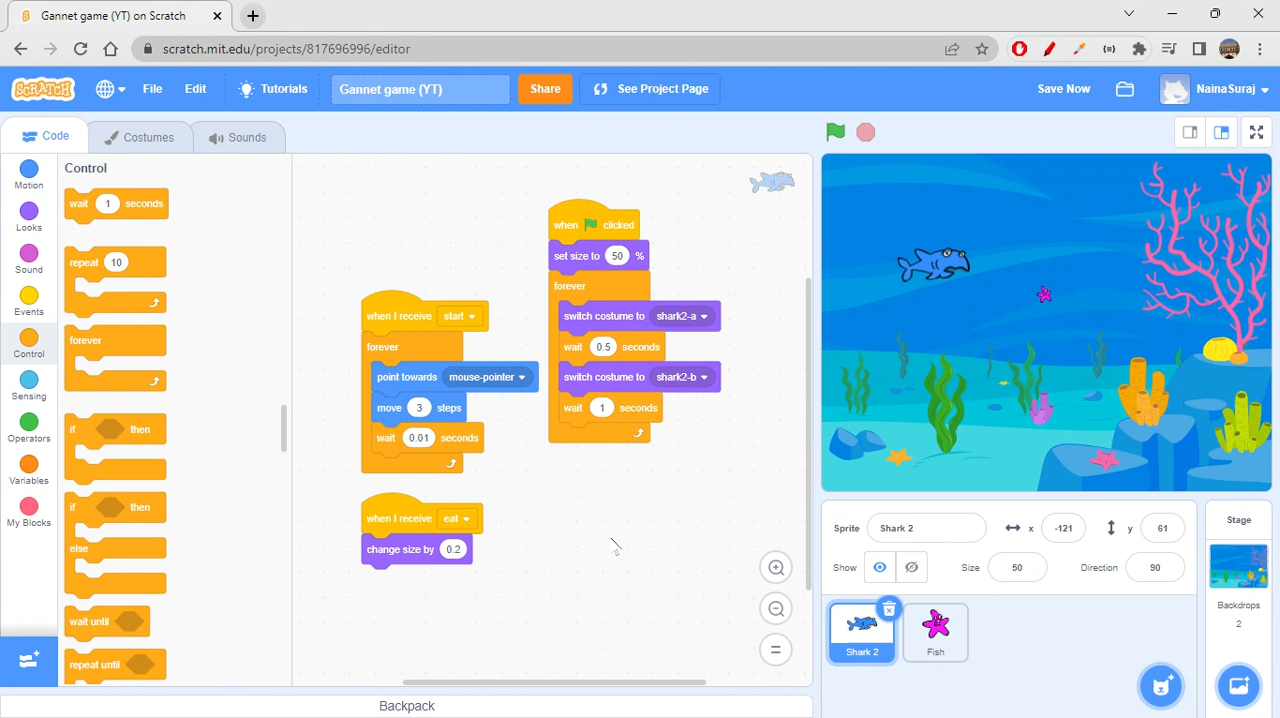 Gannet game (YT) on Scratch
scratch.mit.edu/projects/817696996/editor
SCRATCH
File
Edit
Tutorials
Gannet game (YT)
Share
See Project Page
Save Now
NainaSuraj
Code
Costumes
Sounds
Motion
Looks
Sound
Events
Control
Sensing
Operators
Variables
My Blocks
Control
wait 1 seconds
repeat 10
forever
if then
if then
else
wait until
repeat until
when I receive start
forever
point towards mouse-pointer
move 3 steps
wait 0.01 seconds
when I receive eat
change size by 0.2
when clicked
set size to 50 %
forever
switch costume to shark2-a
wait 0.5 seconds
switch costume to shark2-b
wait 1 seconds
Backpack
Sprite Shark 2 x -121 y 61
Show Size 50 Direction 90
Shark 2
Fish
Stage
Backdrops
2